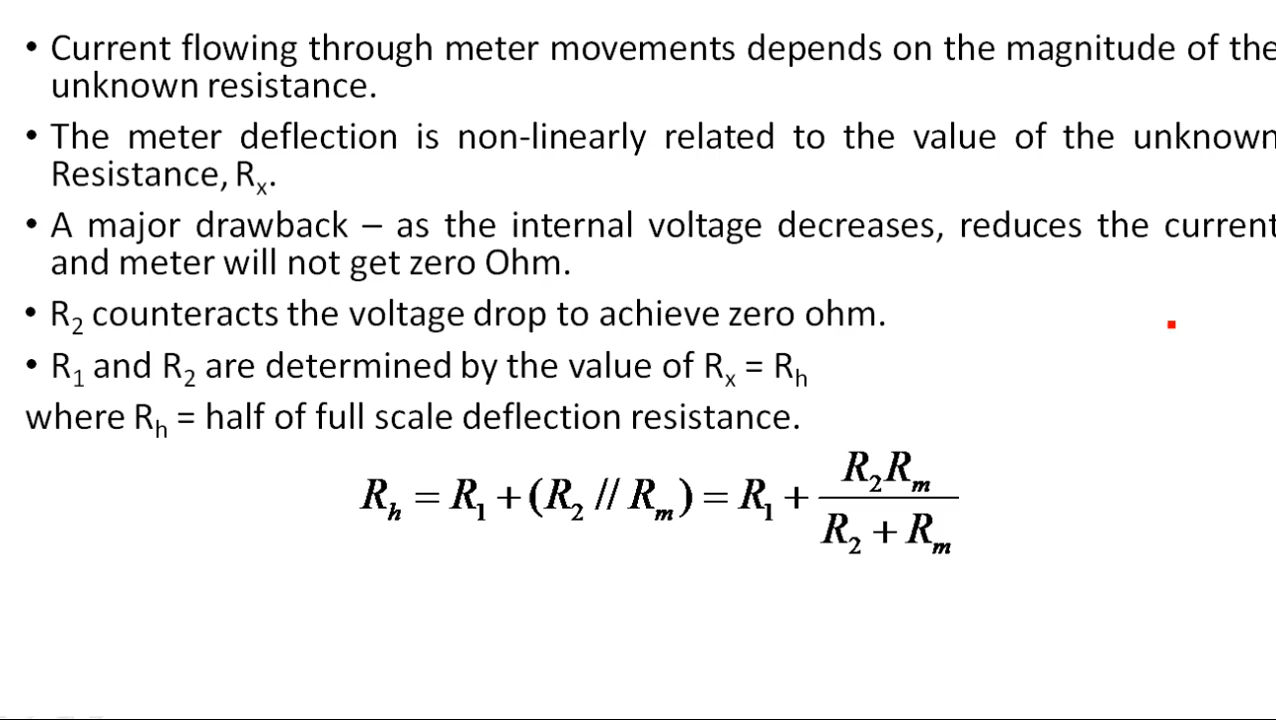 • Current flowing through meter movements depends on the magnitude of the
unknown resistance.
• The meter deflection is non-linearly related to the value of the unknown
Resistance, Rₓ.
• A major drawback – as the internal voltage decreases, reduces the current
and meter will not get zero Ohm.
• R₂ counteracts the voltage drop to achieve zero ohm.
• R₁ and R₂ are determined by the value of Rₓ = Rₕ
where Rₕ = half of full scale deflection resistance.
Rₕ = R₁ + (R₂ // Rₘ) = R₁ + R₂Rₘ / R₂ + Rₘ